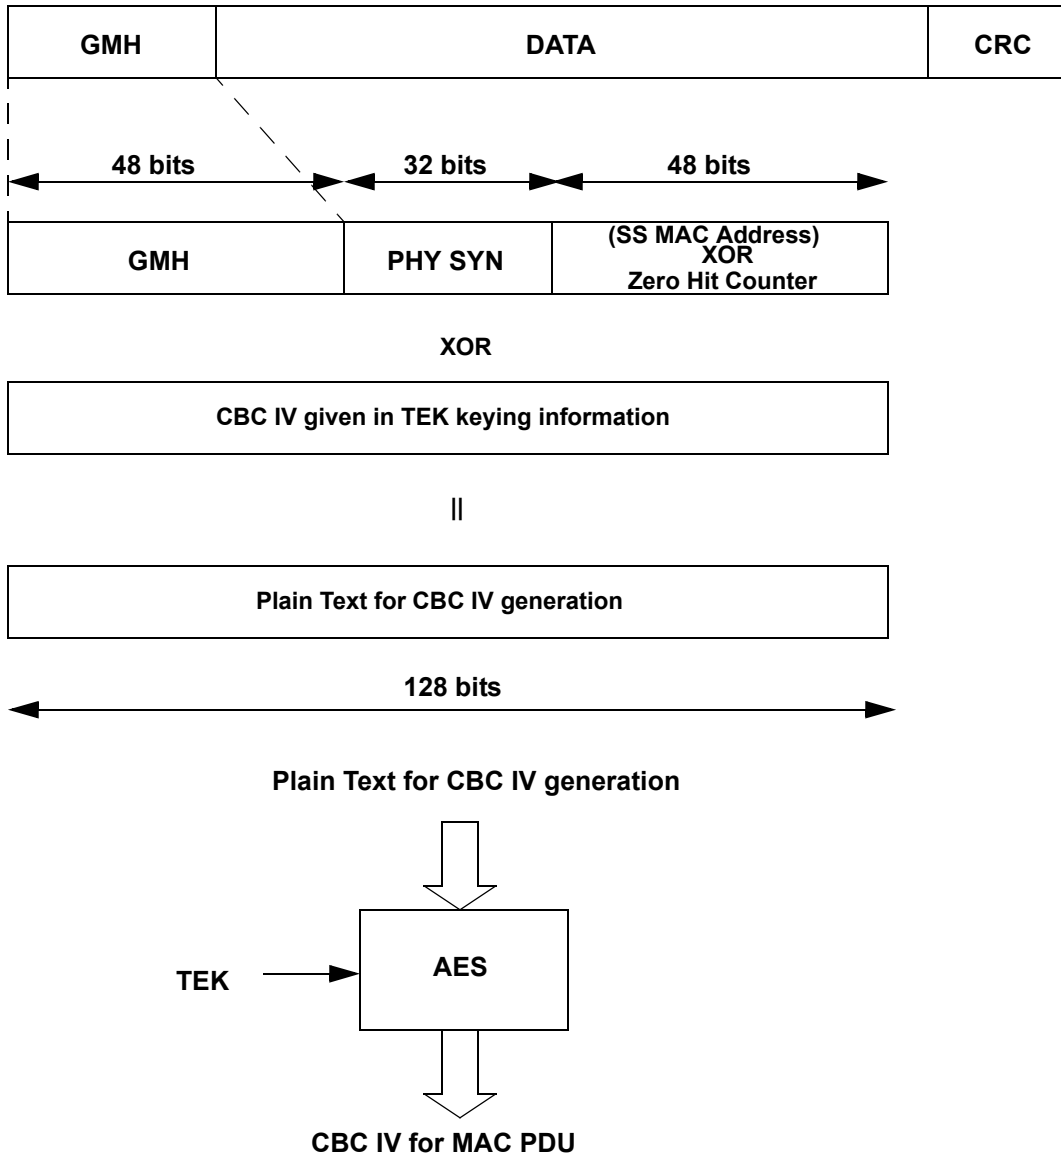 GMH DATA CRC
48 bits 32 bits 48 bits
GMH PHY SYN (SS MAC Address)
XOR
Zero Hit Counter
XOR
CBC IV given in TEK keying information
||
Plain Text for CBC IV generation
128 bits
Plain Text for CBC IV generation
TEK AES
CBC IV for MAC PDU